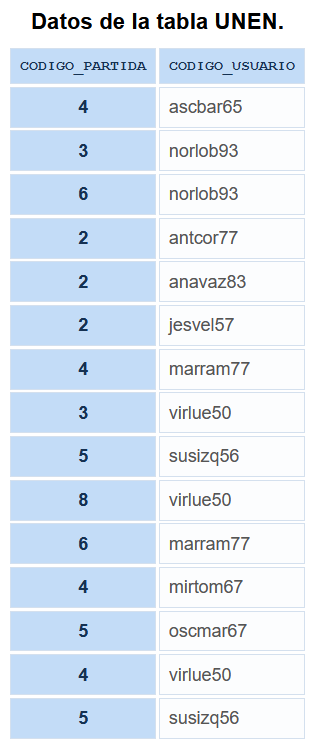 Datos de la tabla UNEN.
CODIGO_PARTIDA CODIGO_USUARIO
4 ascbar65
3 norlob93
6 norlob93
2 antcor77
2 anavaz83
2 jesvel57
4 marram77
3 virlue50
5 susizq56
8 virlue50
6 marram77
4 mirtom67
5 oscmar67
4 virlue50
5 susizq56